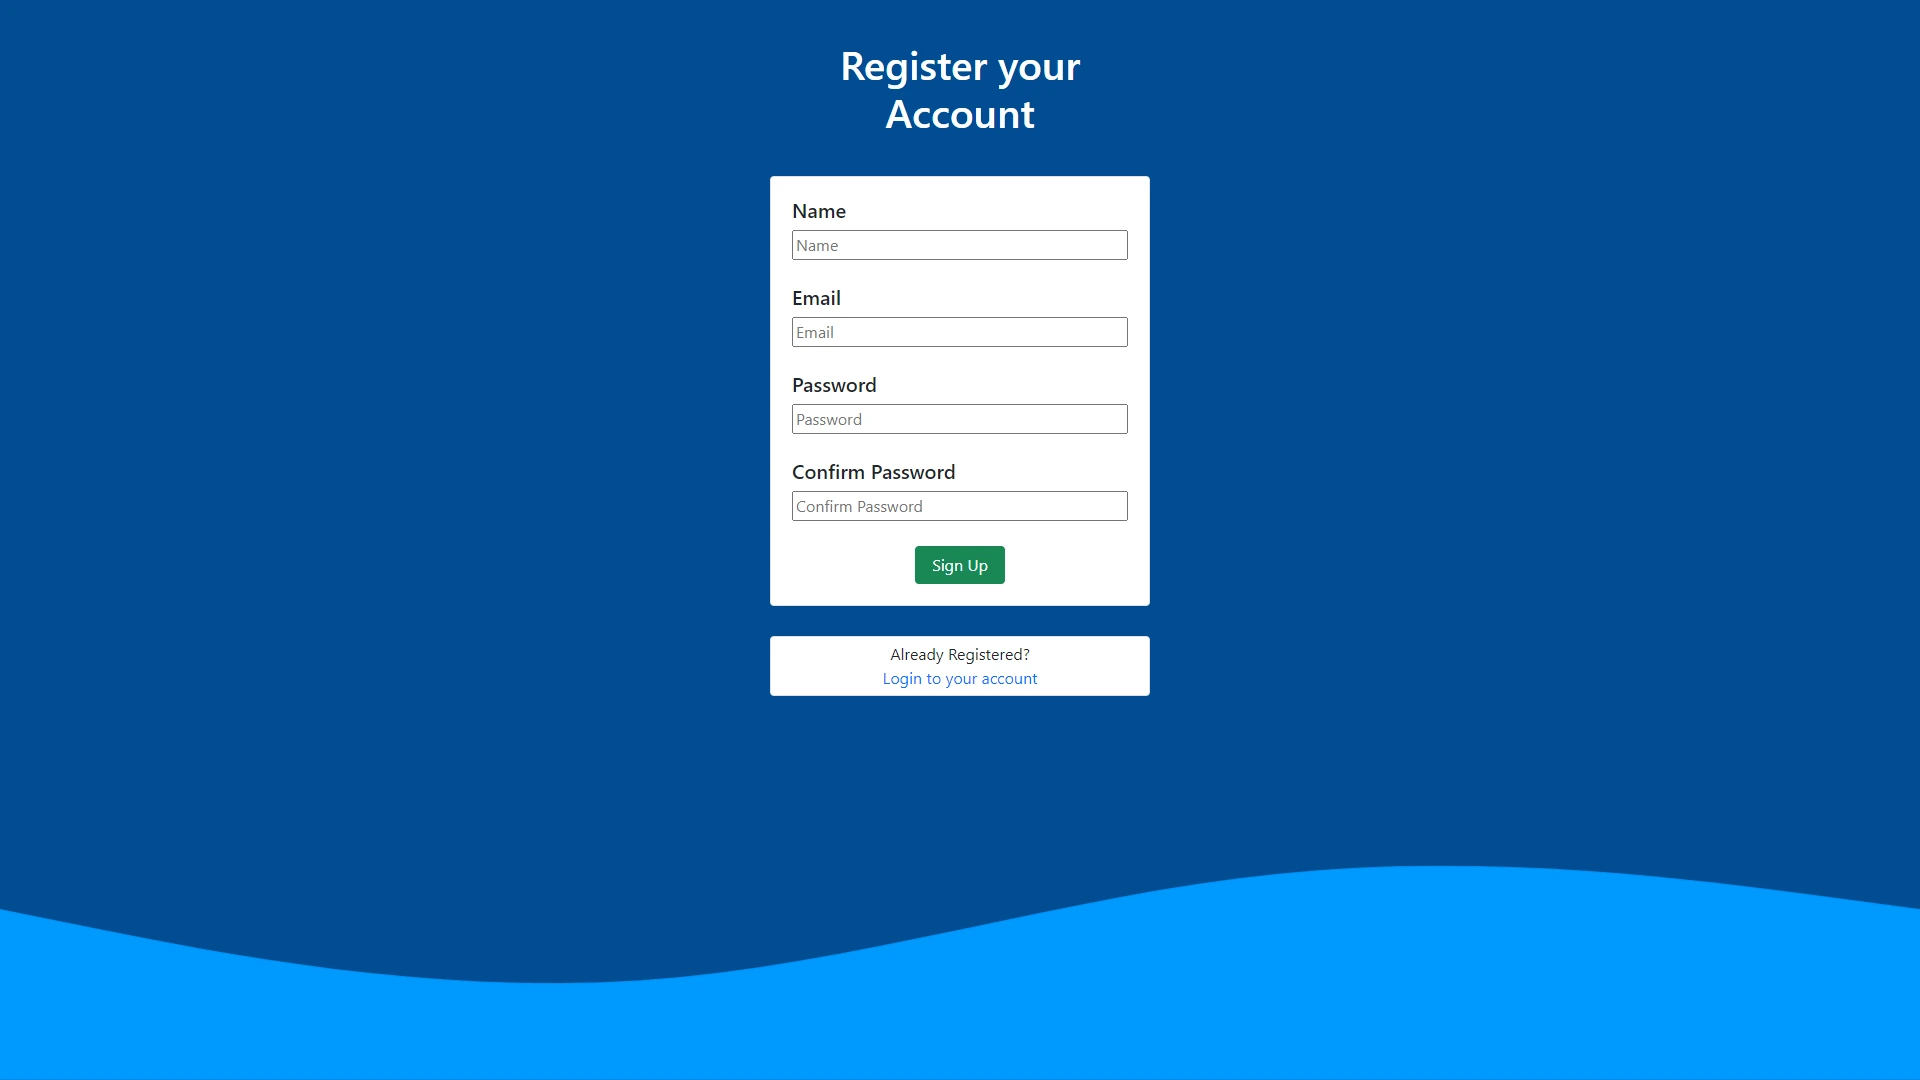 Register your
Account
Name
Name
Email
Email
Password
Password
Confirm Password
Confirm Password
Sign Up
Already Registered?
Login to your account